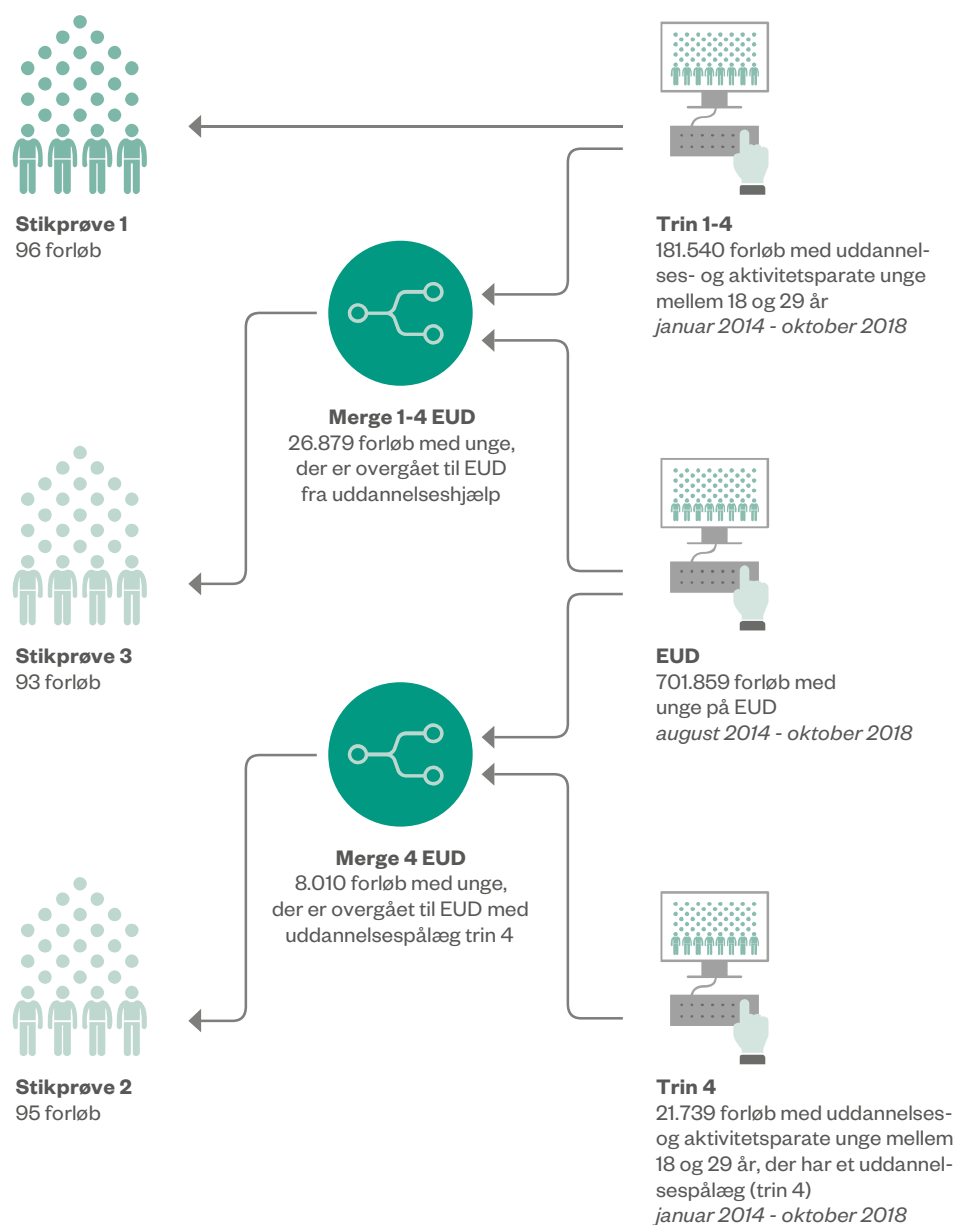 Stikprøve 1
96 forløb
Trin 1-4
181.540 forløb med uddannel-
ses- og aktivitetsparate unge
mellem 18 og 29 år
januar 2014 - oktober 2018
Merge 1-4 EUD
26.879 forløb med unge,
der er overgået til EUD
fra uddannelseshjælp
Stikprøve 3
93 forløb
EUD
701.859 forløb med
unge på EUD
august 2014 - oktober 2018
Merge 4 EUD
8.010 forløb med unge,
der er overgået til EUD med
uddannelsespålæg trin 4
Stikprøve 2
95 forløb
Trin 4
21.739 forløb med uddannelses-
og aktivitetsparate unge mellem
18 og 29 år, der har et uddannel-
sespålæg (trin 4)
januar 2014 - oktober 2018